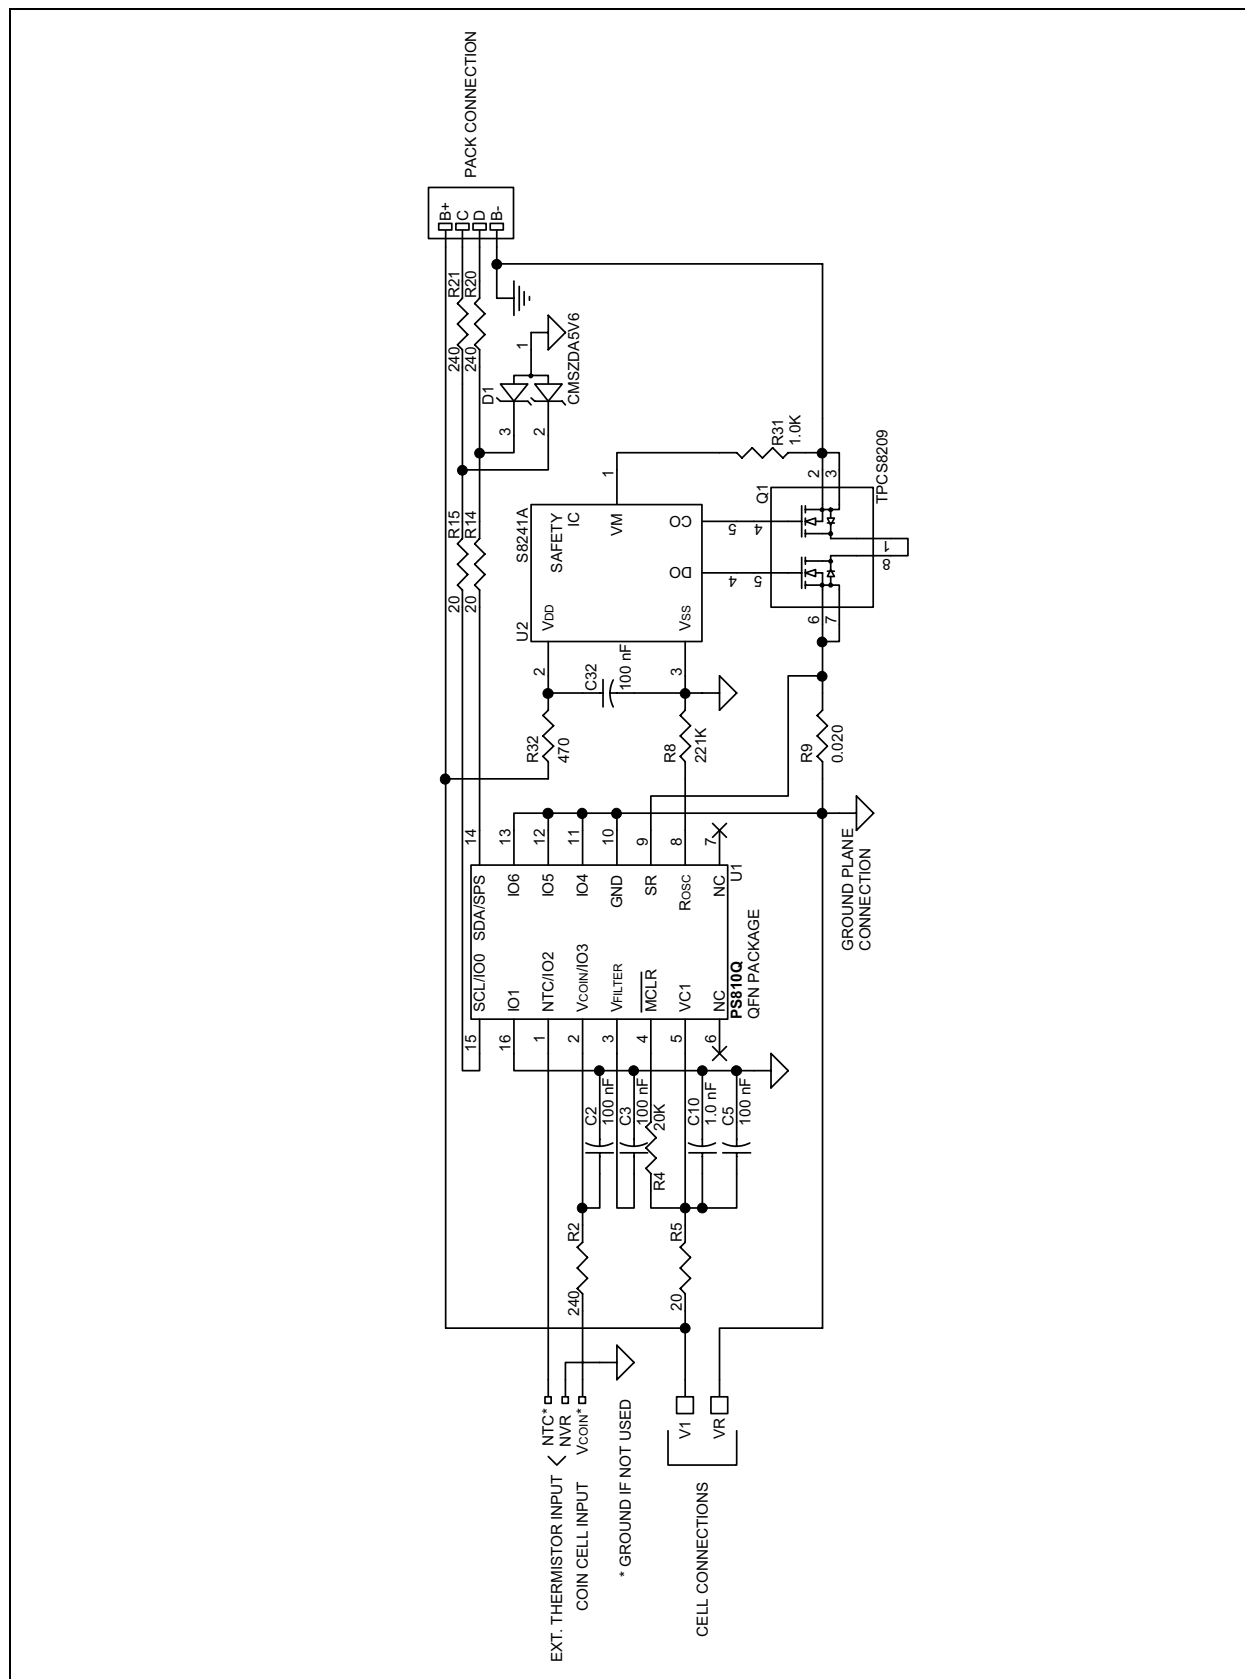 PACK CONNECTION
B+
C
D
B-
R21
240
R20
240
D1
3
2
1
CMSZDA5V6
R15
20
R14
20
U2
S8241A
SAFETY
IC
VDD
VM
VSS
DO
CO
2
1
3
4
5
R31
1.0K
Q1
TPCS8209
5
4
2
3
6
7
8
1
C32
100 nF
R32
470
R8
221K
R9
0.020
GROUND PLANE
CONNECTION
14
13
12
11
10
9
8
7
SCL/IO0
SDA/SPS
IO1
IO6
NTC/IO2
IO5
VCOIN/IO3
IO4
VFILTER
GND
MCLR
SR
VC1
ROSC
NC
NC
U1
PS810Q
QFN PACKAGE
15
16
1
2
3
4
5
6
C2
100 nF
C3
100 nF
R4
20K
C10
1.0 nF
C5
100 nF
R2
240
R5
20
EXT. THERMISTOR INPUT
NTC*
NVR
COIN CELL INPUT
VCOIN*
* GROUND IF NOT USED
CELL CONNECTIONS
V1
VR